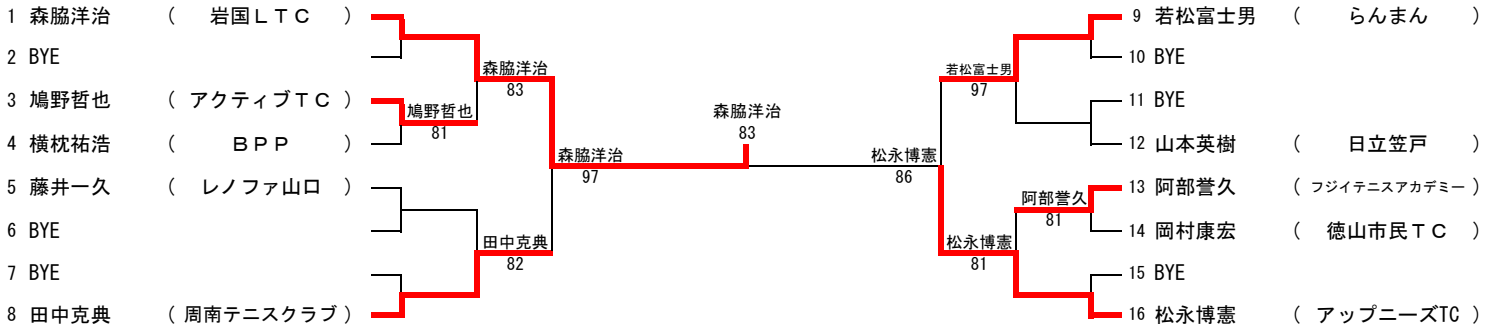 1 森脇洋治 ( 岩国ＬＴＣ )
2 BYE
3 鳩野哲也 ( アクティブＴＣ )
4 横枕祐浩 ( ＢＰＰ )
5 藤井一久 ( レノファ山口 )
6 BYE
7 BYE
8 田中克典 ( 周南テニスクラブ )
鳩野哲也
81
森脇洋治
83
田中克典
82
森脇洋治
97
森脇洋治
83
松永博憲
86
若松富士男
97
松永博憲
81
阿部誉久
81
9 若松富士男 ( らんまん )
10 BYE
11 BYE
12 山本英樹 ( 日立笠戸 )
13 阿部誉久 ( フジイテニスアカデミー )
14 岡村康宏 ( 徳山市民ＴＣ )
15 BYE
16 松永博憲 ( アップニーズTC )